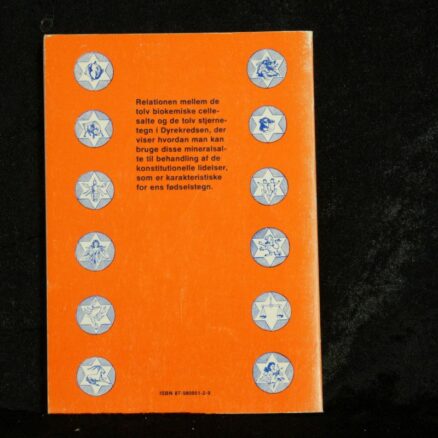 Relationen mellem de
tolv biokemiske celle-
salte og de tolv stjerne-
tegn i Dyrekredsen, der
viser hvordan man kan
bruge disse mineralsal-
te til behandling af de
konstitutionelle lidelser,
som er karakteristiske
for ens fødselstegn.
ISBN